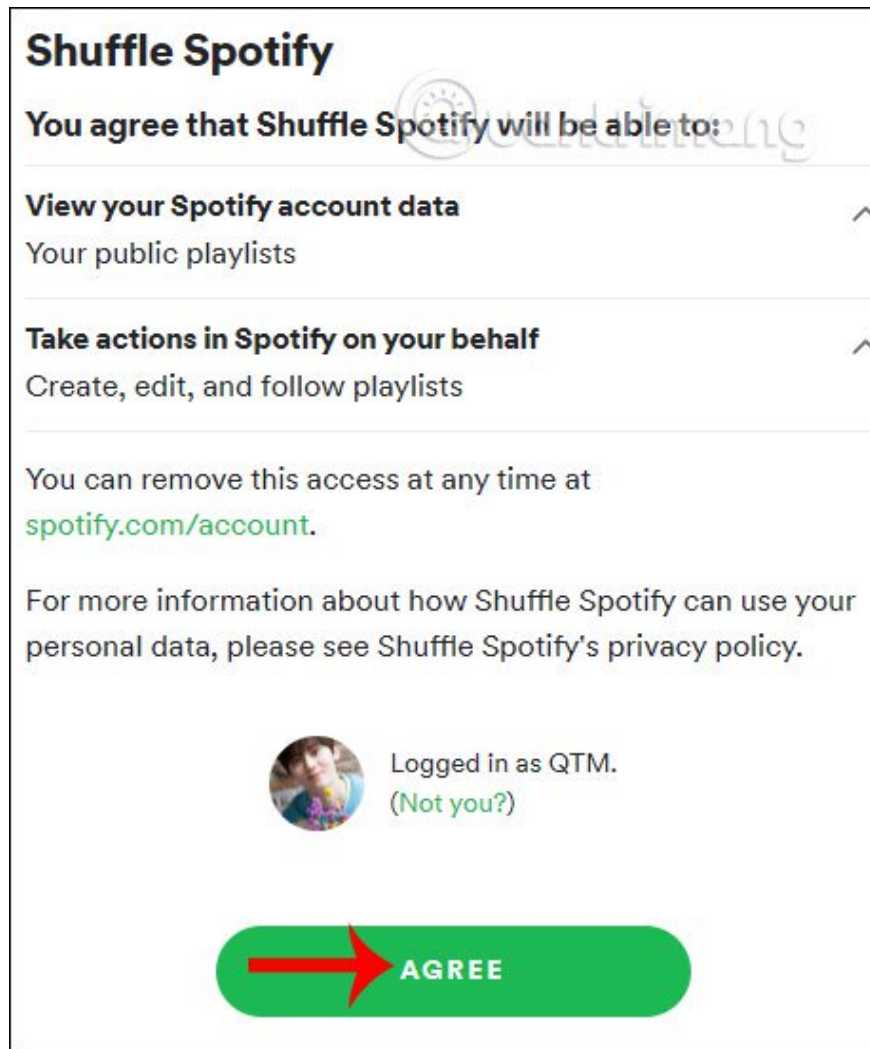 Shuffle Spotify
You agree that Shuffle Spotify will be able to:
Quantrimang
View your Spotify account data
Your public playlists
Take actions in Spotify on your behalf
Create, edit, and follow playlists
You can remove this access at any time at
spotify.com/account.
For more information about how Shuffle Spotify can use your
personal data, please see Shuffle Spotify's privacy policy.
Logged in as QTM.
(Not you?)
AGREE